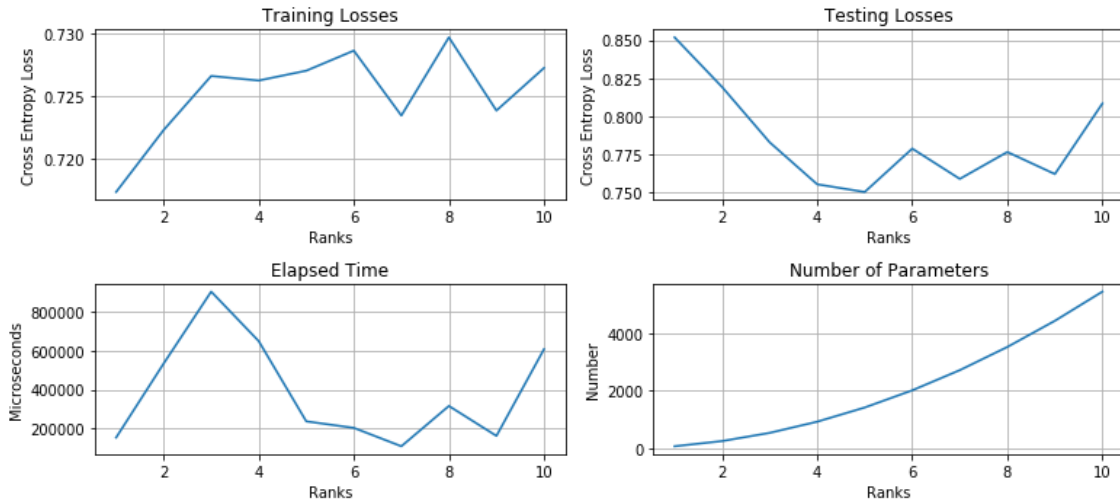 Training Losses
Cross Entropy Loss
0.730
0.725
0.720
2 4 6 8 10
Ranks
Testing Losses
Cross Entropy Loss
0.850
0.825
0.800
0.775
0.750
2 4 6 8 10
Ranks
Elapsed Time
Microseconds
800000
600000
400000
200000
2 4 6 8 10
Ranks
Number of Parameters
Number
4000
2000
0
2 4 6 8 10
Ranks